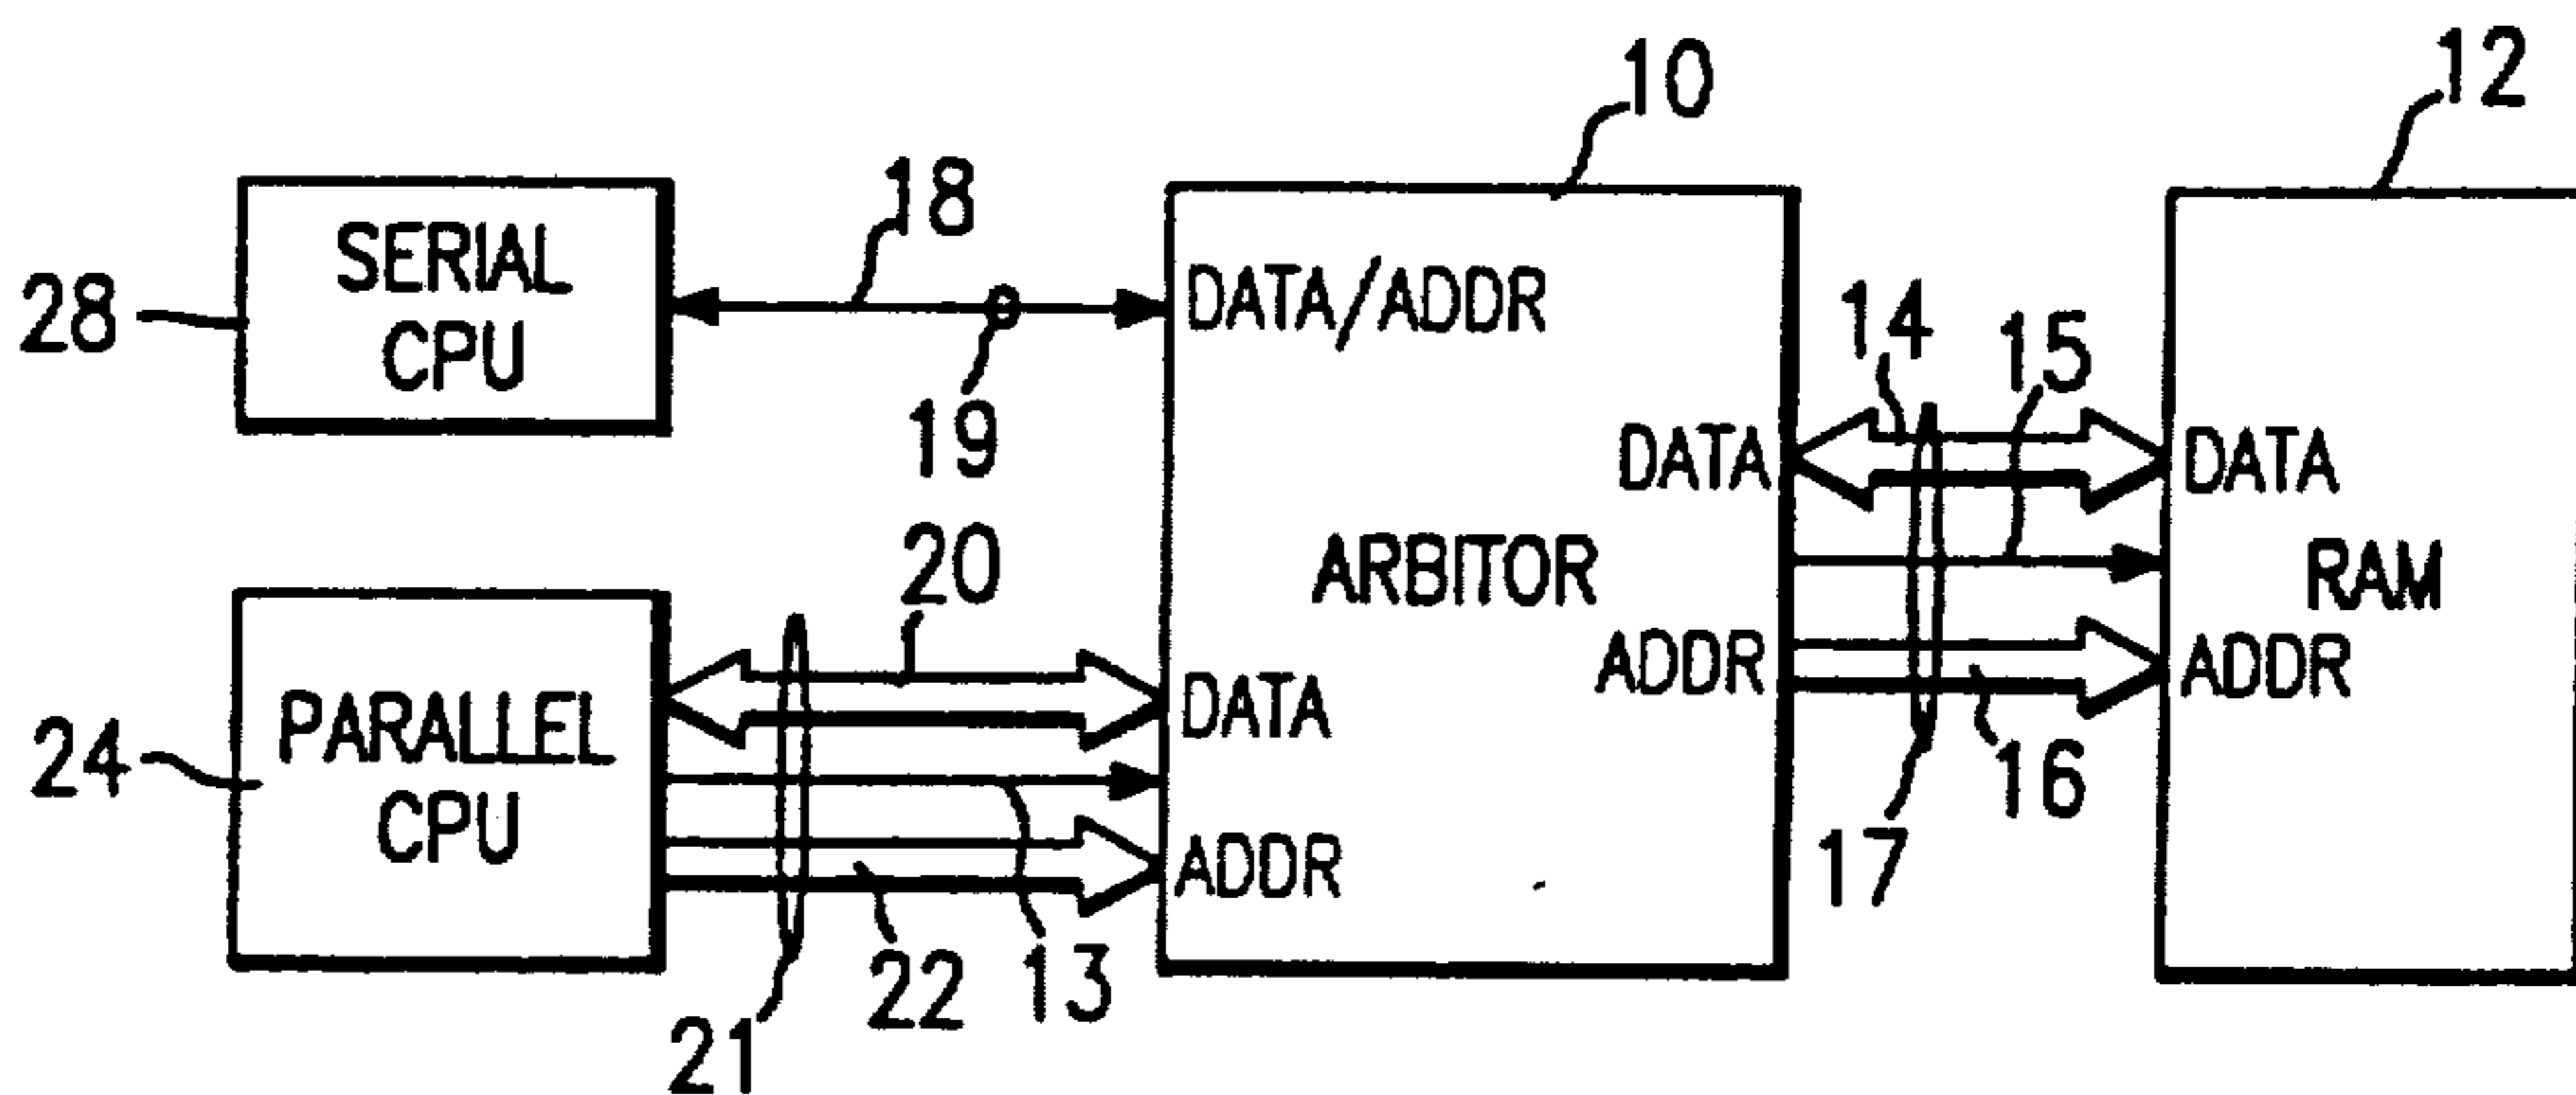 10
12
18
SERIAL
CPU
28
DATA/ADDR
19
14
15
DATA
DATA
20
ARBITOR
RAM
ADDR
ADDR
PARALLEL
CPU
24
DATA
ADDR
16
17
22
13
21